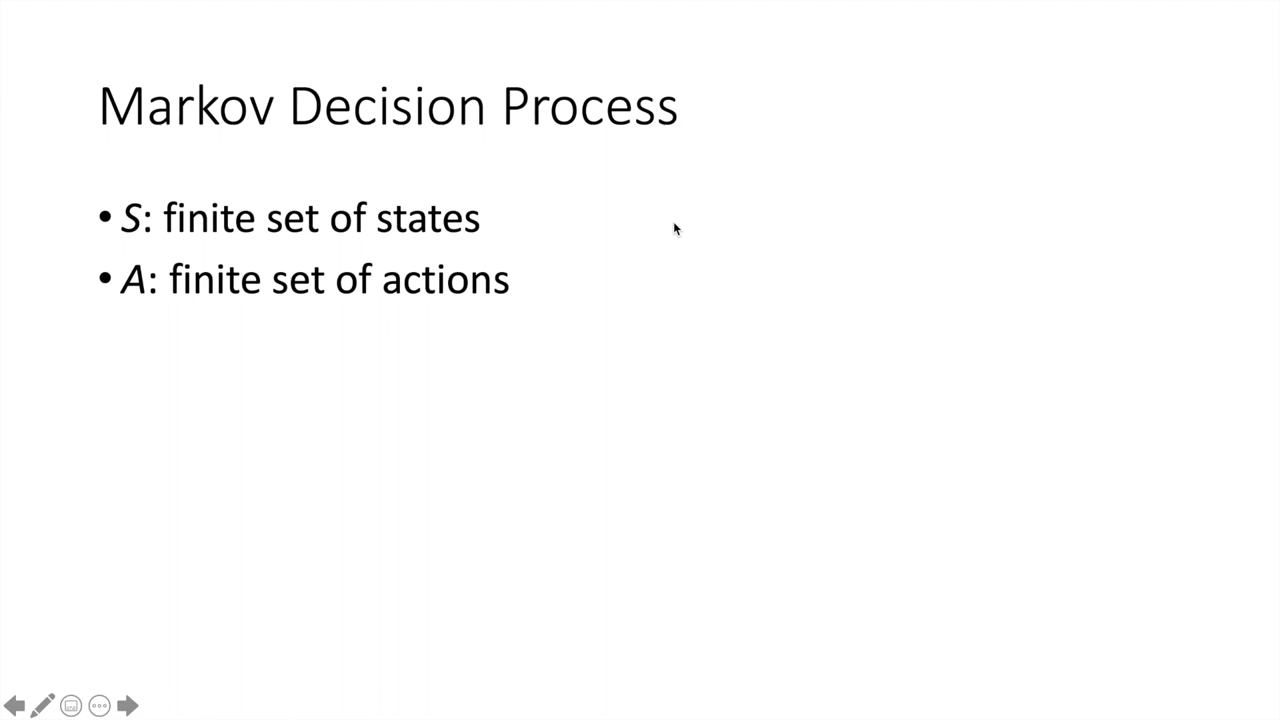 Markov Decision Process
• S: finite set of states
• A: finite set of actions